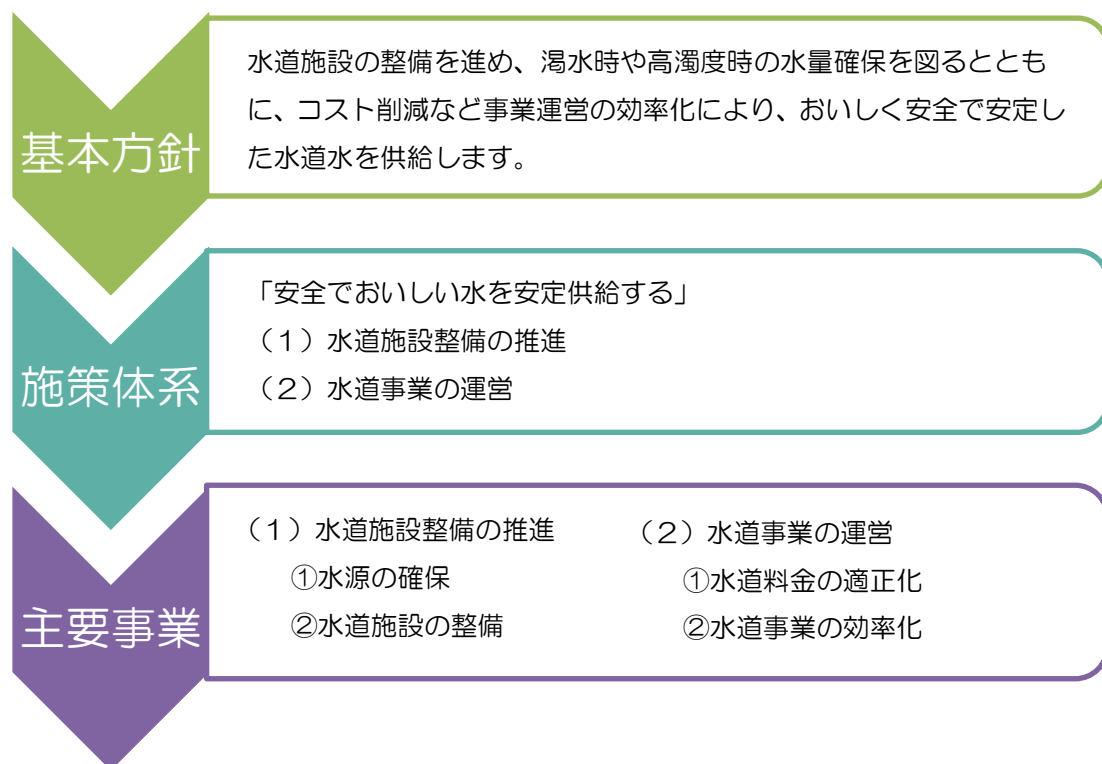 基本方針
水道施設の整備を進め、渇水時や高濁度時の水量確保を図るととも
に、コスト削減など事業運営の効率化により、おいしく安全で安定し
た水道水を供給します。
施策体系
「安全でおいしい水を安定供給する」
（１）水道施設整備の推進
（２）水道事業の運営
主要事業
（１）水道施設整備の推進
①水源の確保
②水道施設の整備
（２）水道事業の運営
①水道料金の適正化
②水道事業の効率化